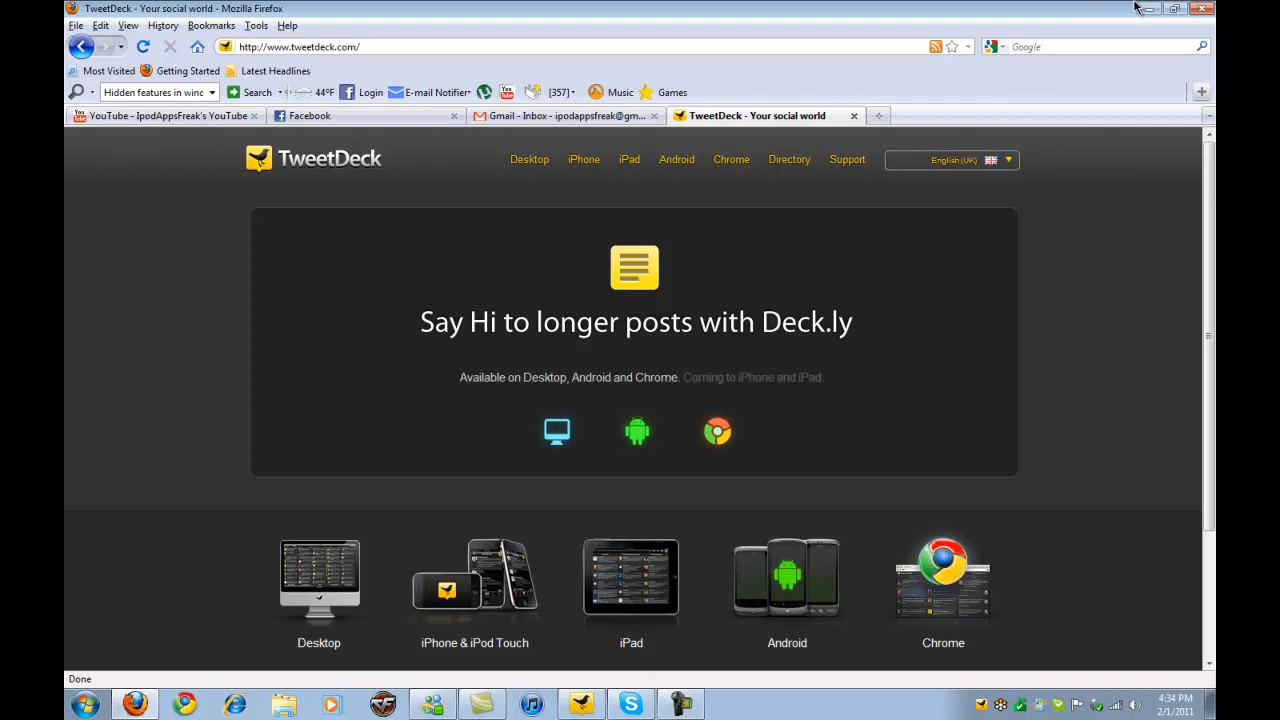 TweetDeck - Your social world - Mozilla Firefox
File Edit View History Bookmarks Tools Help
http://www.tweetdeck.com/ Google
Most Visited Getting Started Latest Headlines
Hidden features in winc Search 44°F Login E-mail Notifier [357] Music Games
YouTube - IpodAppsFreak's YouTube Facebook Gmail - Inbox - ipodappsfreak@gm... TweetDeck - Your social world
TweetDeck Desktop iPhone iPad Android Chrome Directory Support English (UK)
Say Hi to longer posts with Deck.ly
Available on Desktop, Android and Chrome. Coming to iPhone and iPad.
Desktop iPhone & iPod Touch iPad Android Chrome
Done
4:34 PM
2/1/2011